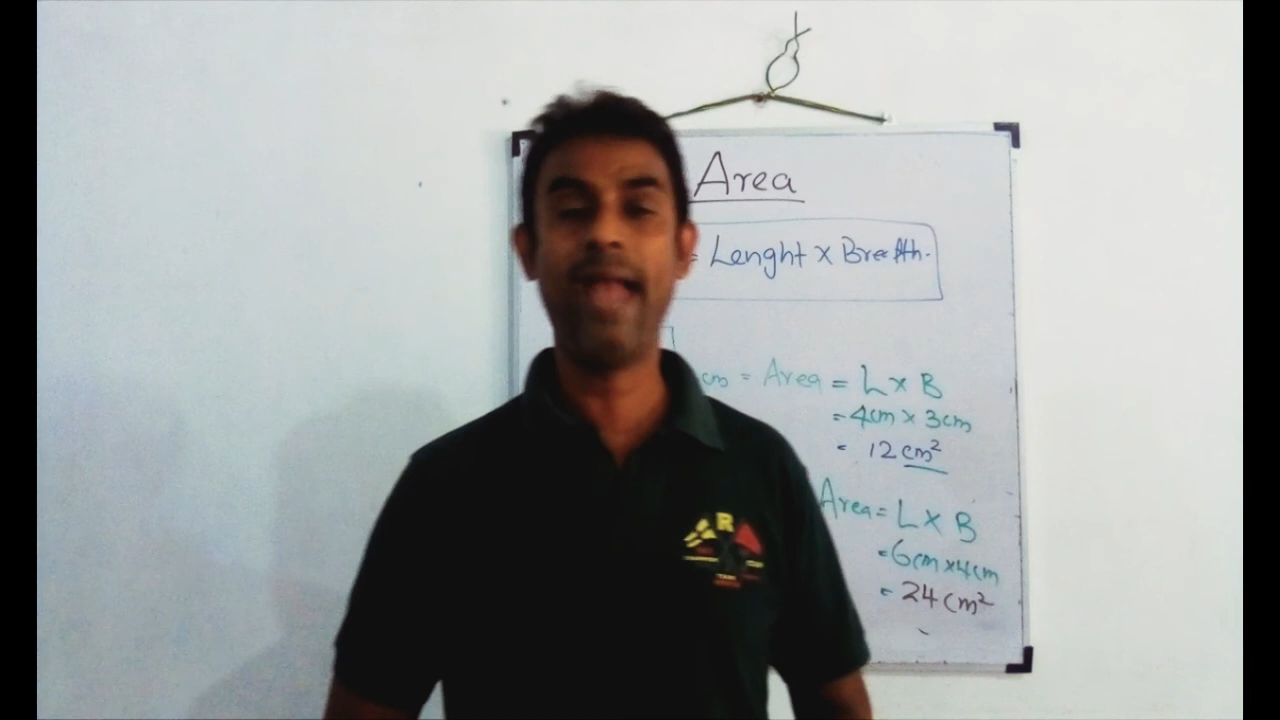 Area
= Lenght x Breadth.
cm = Area = L x B
= 4cm x 3cm
= 12 cm²
Area = L x B
= 6cm x 4cm
= 24 cm²
R